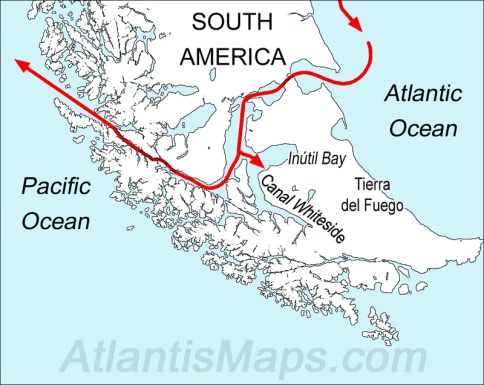 SOUTH
AMERICA
Atlantic
Ocean
Inútil Bay
Canal Whiteside
Tierra
del Fuego
Pacific
Ocean
AtlantisMaps.com